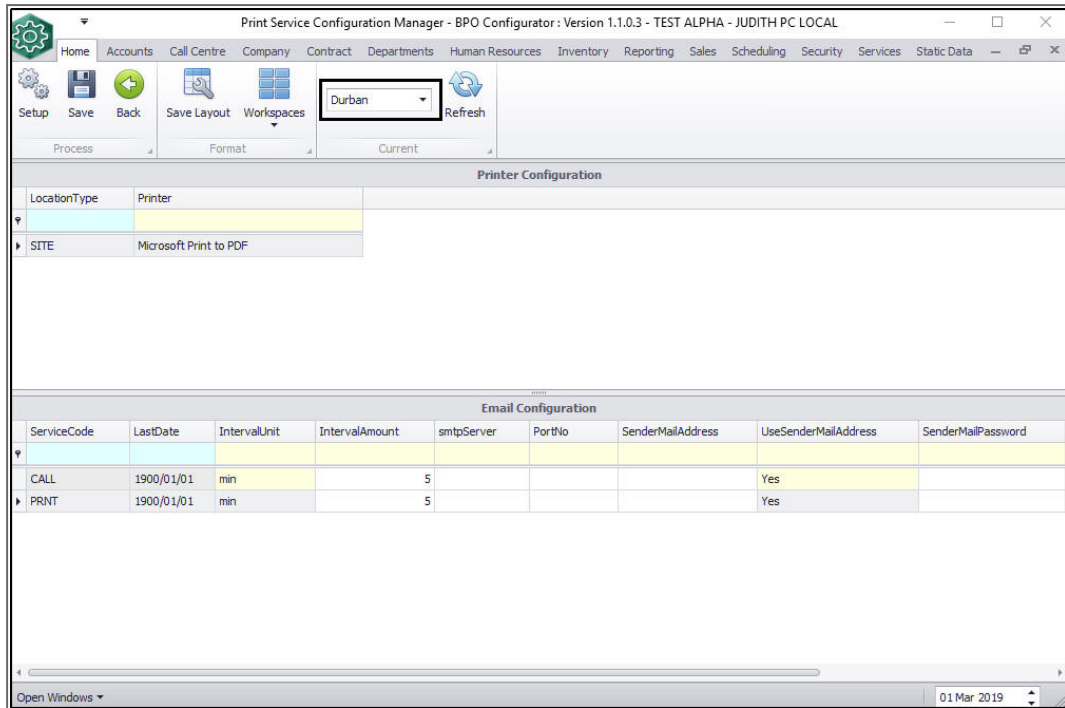 Print Service Configuration Manager - BPO Configurator : Version 1.1.0.3 - TEST ALPHA - JUDITH PC LOCAL
Home Accounts Call Centre Company Contract Departments Human Resources Inventory Reporting Sales Scheduling Security Services Static Data
Durban
Setup Save Back Save Layout Workspaces Refresh
Process Format Current
Printer Configuration
LocationType Printer
SITE Microsoft Print to PDF
Email Configuration
ServiceCode LastDate IntervalUnit IntervalAmount smtpServer PortNo SenderMailAddress UseSenderMailAddress SenderMailPassword
CALL 1900/01/01 min 5 Yes
PRNT 1900/01/01 min 5 Yes
Open Windows 01 Mar 2019